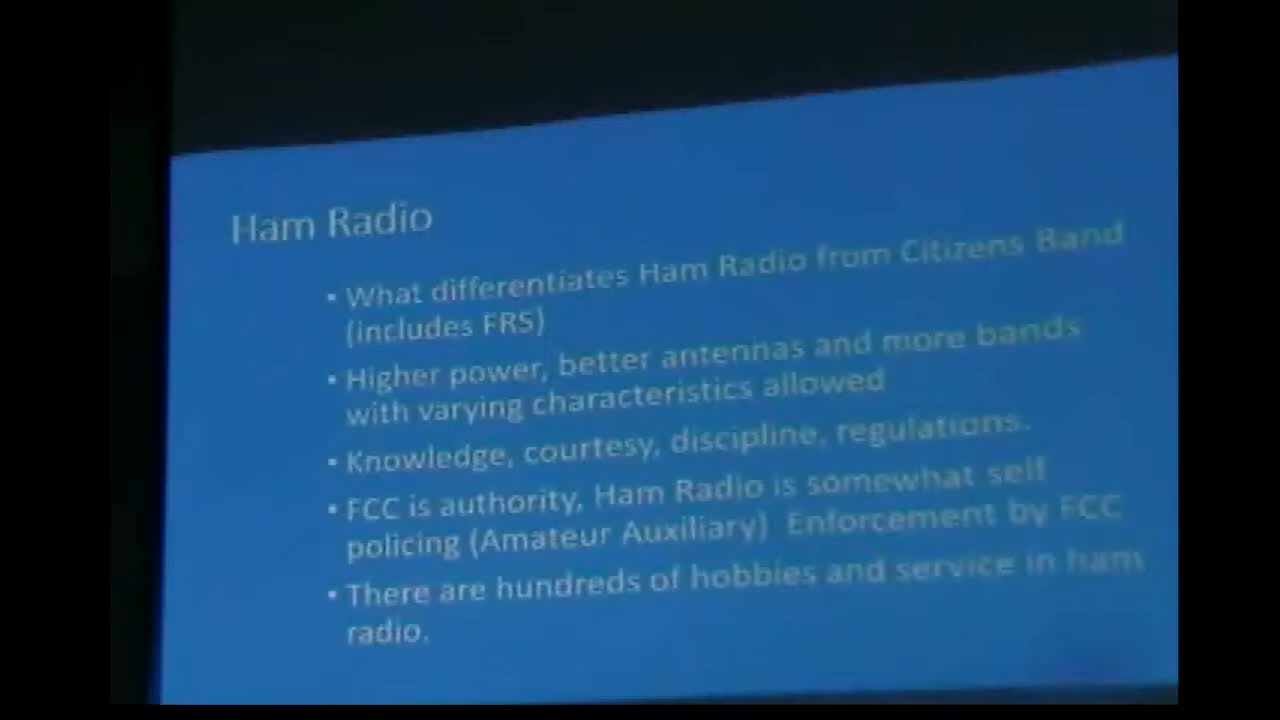 Ham Radio
• What differentiates Ham Radio from Citizens Band
(includes FRS)
• Higher power, better antennas and more bands
with varying characteristics allowed
• Knowledge, courtesy, discipline, regulations.
• FCC is authority, Ham Radio is somewhat self
policing (Amateur Auxiliary) Enforcement by FCC
• There are hundreds of hobbies and service in ham
radio.